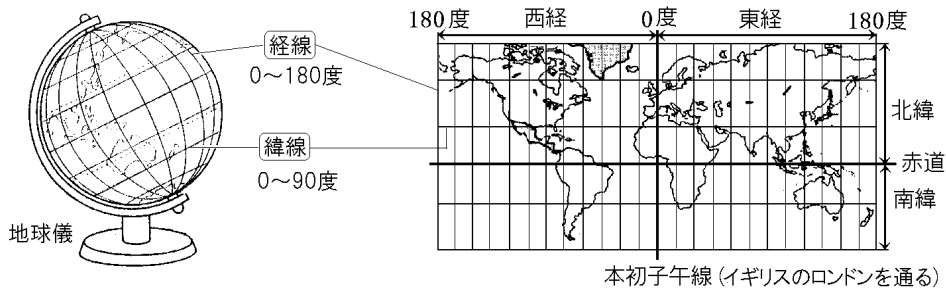 経線
0〜180度
緯線
0〜90度
地球儀
180度 西経 0度 東経 180度
北緯
赤道
南緯
本初子午線(イギリスのロンドンを通る)